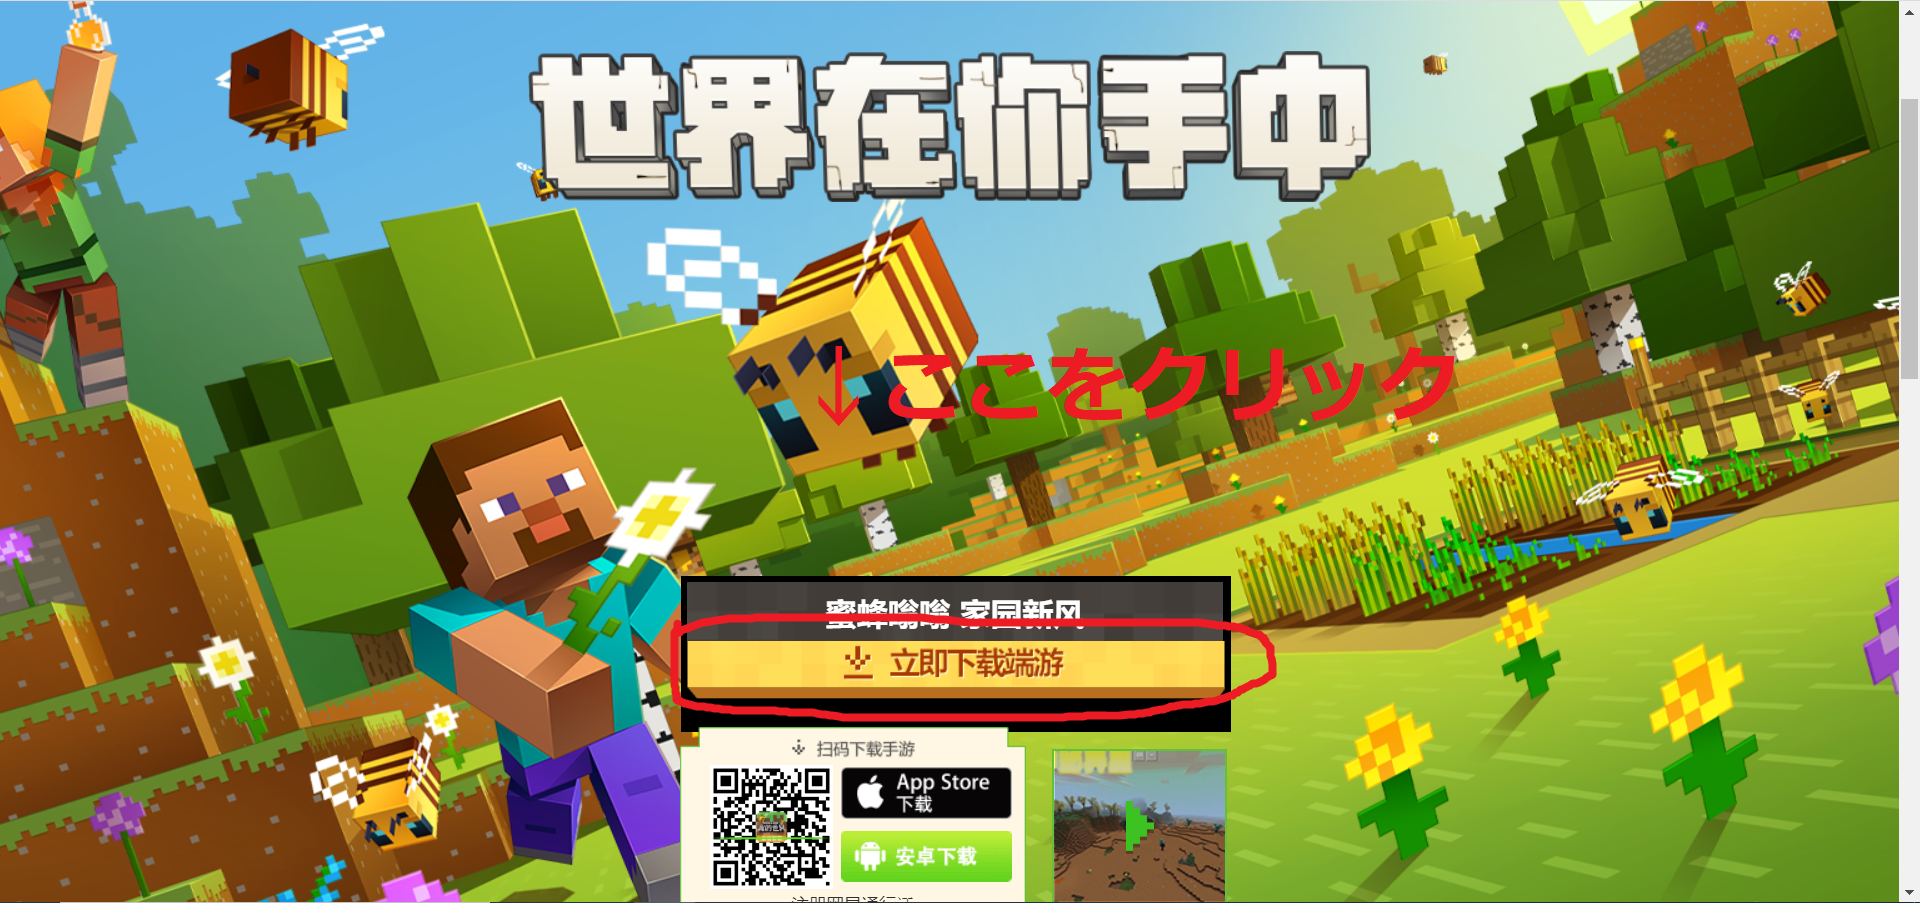 世界在你手中
↓ここをクリック
蜜蜂嗡嗡 家园新风
立即下载端游
扫码下载手游
App Store
下载
安卓下载